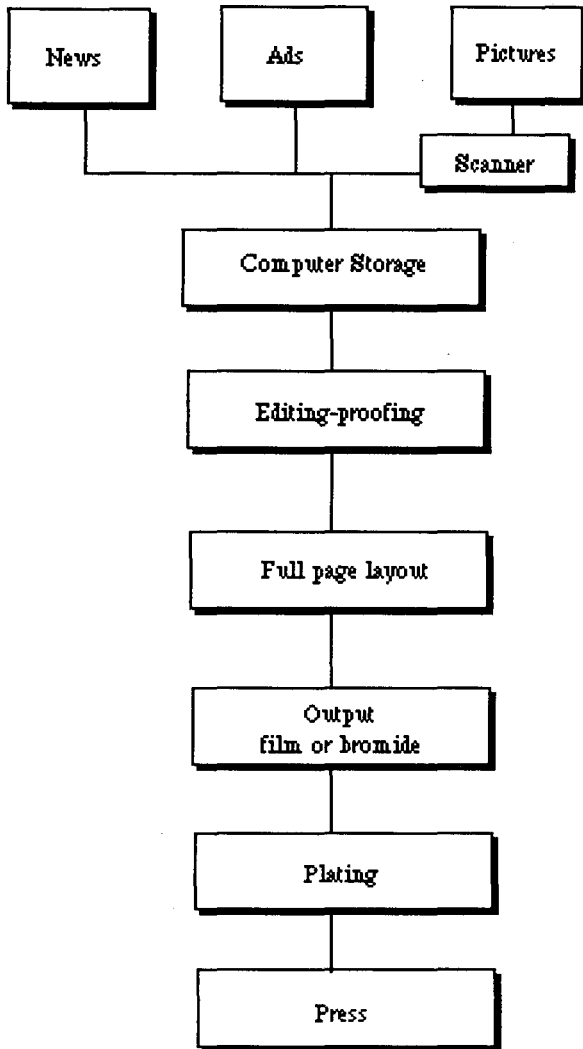 News
Ads
Pictures
Scanner
Computer Storage
Editing-proofing
Full page layout
Output
film or bromide
Plating
Press